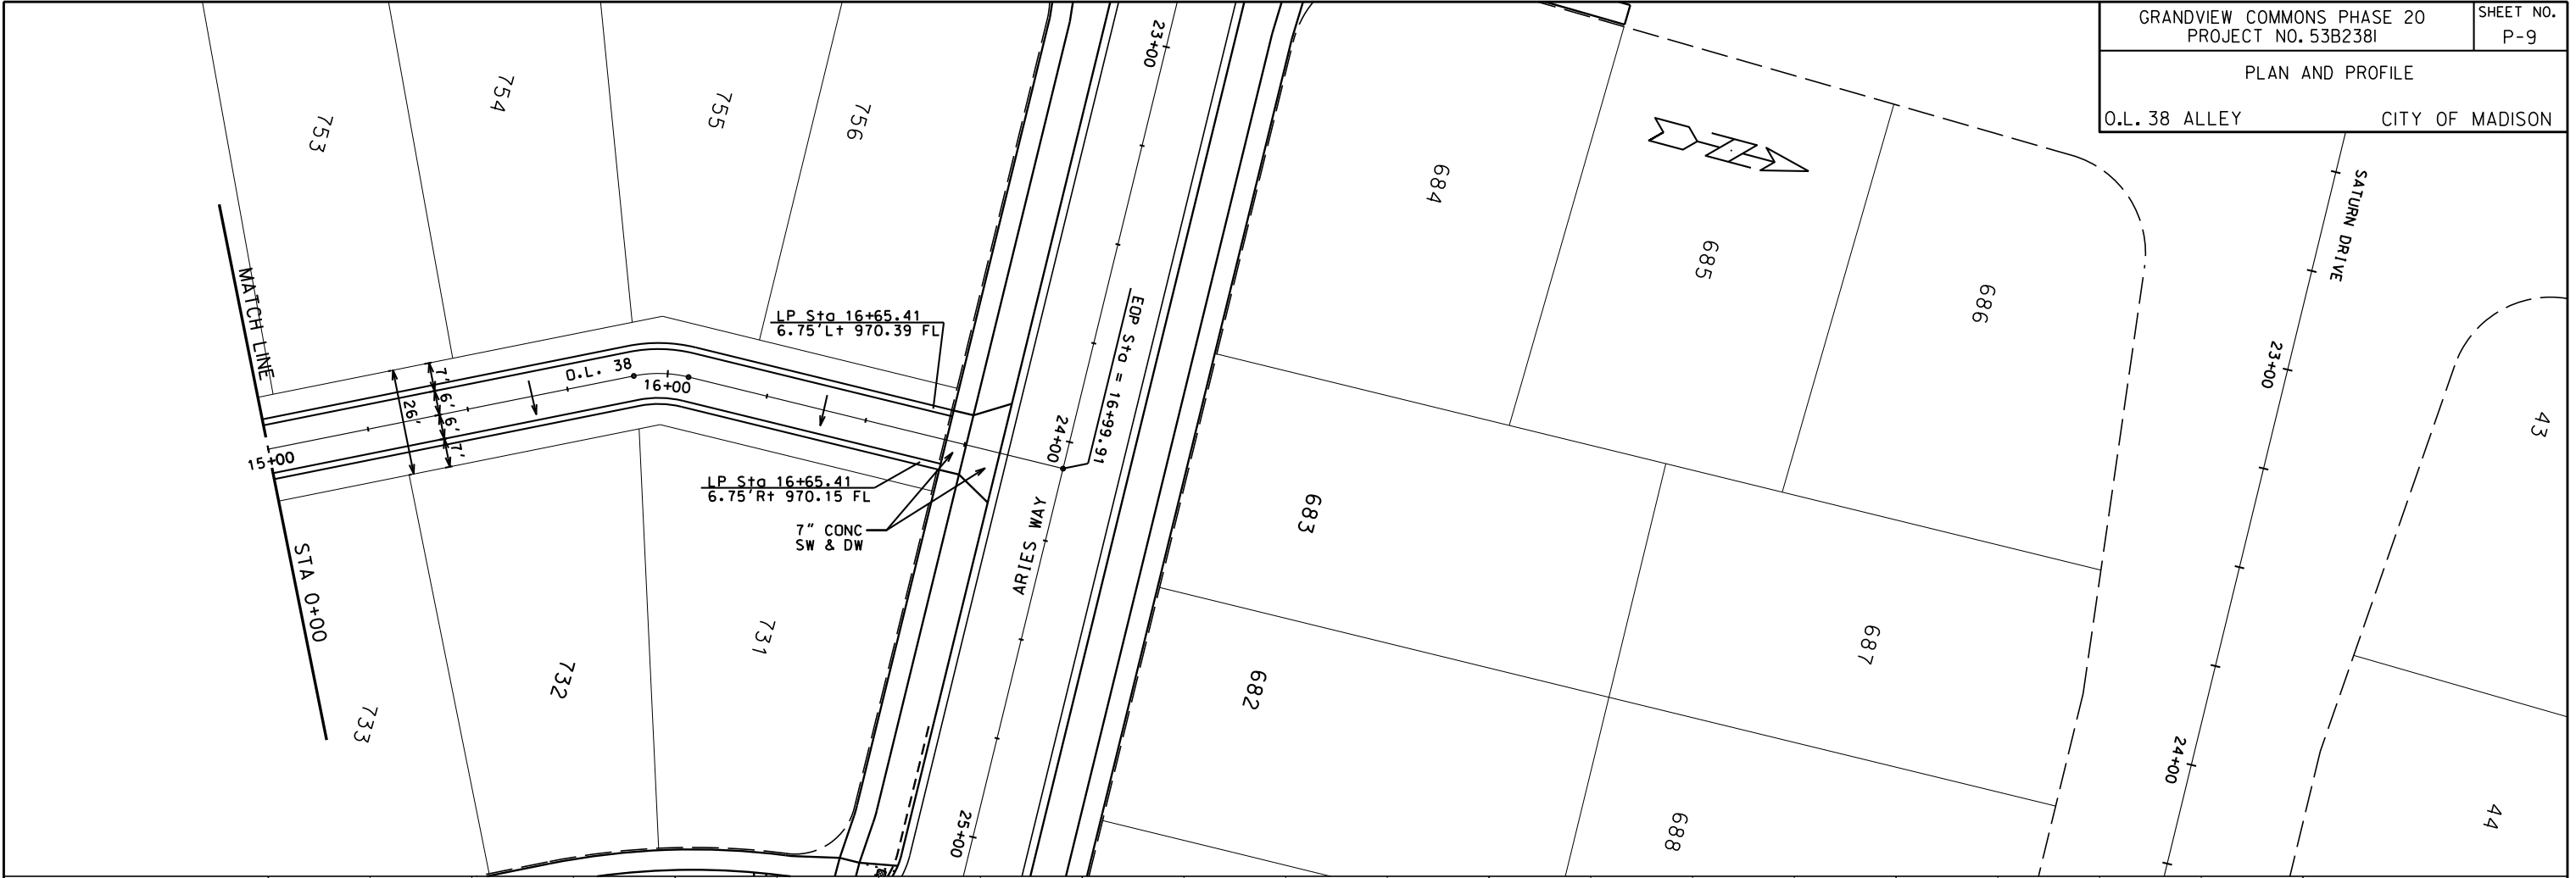 GRANDVIEW COMMONS PHASE 20
PROJECT NO. 53B2381
SHEET NO.
P-9
PLAN AND PROFILE
O.L. 38 ALLEY
CITY OF MADISON
753
754
755
756
23+00
684
685
686
SATURN DRIVE
23+00
43
MATCH LINE
LP Sta 16+65.41
6.75'Lt 970.39 FL
EOP Sta = 16+99.91
O.L. 38
16+00
7'
6'
6'
7'
26'
15+00
24+00
LP Sta 16+65.41
6.75'Rt 970.15 FL
7" CONC
SW & DW
ARIES WAY
683
STA 0+00
731
732
733
682
687
24+00
25+00
688
44